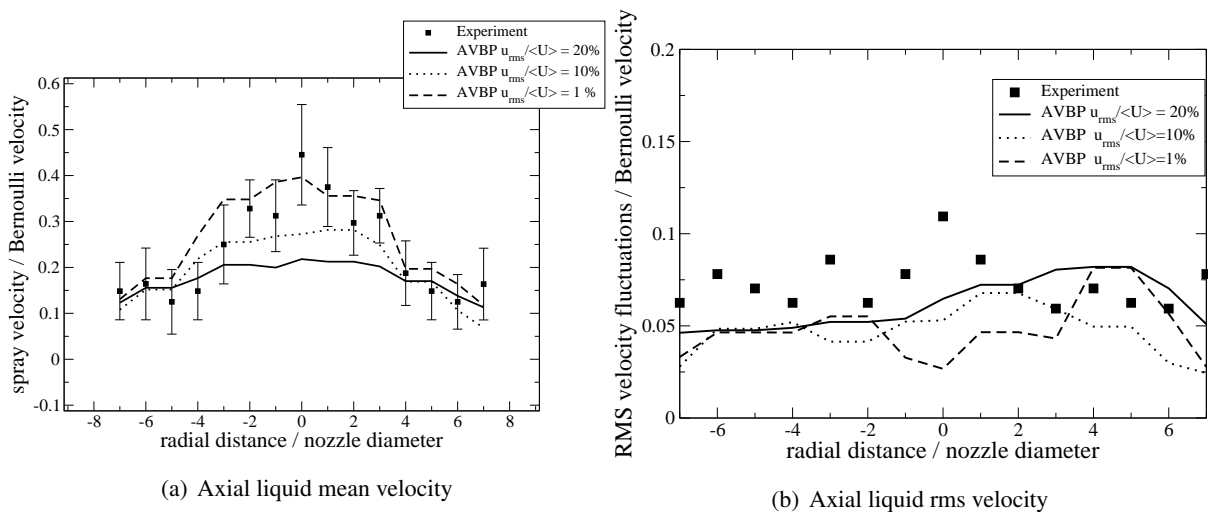 Experiment
AVBP u_rms/<U> = 20%
AVBP u_rms/<U> = 10%
AVBP u_rms/<U> = 1 %
0.6
0.5
0.4
0.3
0.2
0.1
0
-0.1
spray velocity / Bernoulli velocity
-8 -6 -4 -2 0 2 4 6 8
radial distance / nozzle diameter
(a) Axial liquid mean velocity
Experiment
AVBP u_rms/<U> = 20%
AVBP u_rms/<U>=10%
AVBP u_rms/<U>=1%
0.2
0.15
0.1
0.05
0
RMS velocity fluctuations / Bernoulli velocity
-6 -4 -2 0 2 4 6
radial distance / nozzle diameter
(b) Axial liquid rms velocity